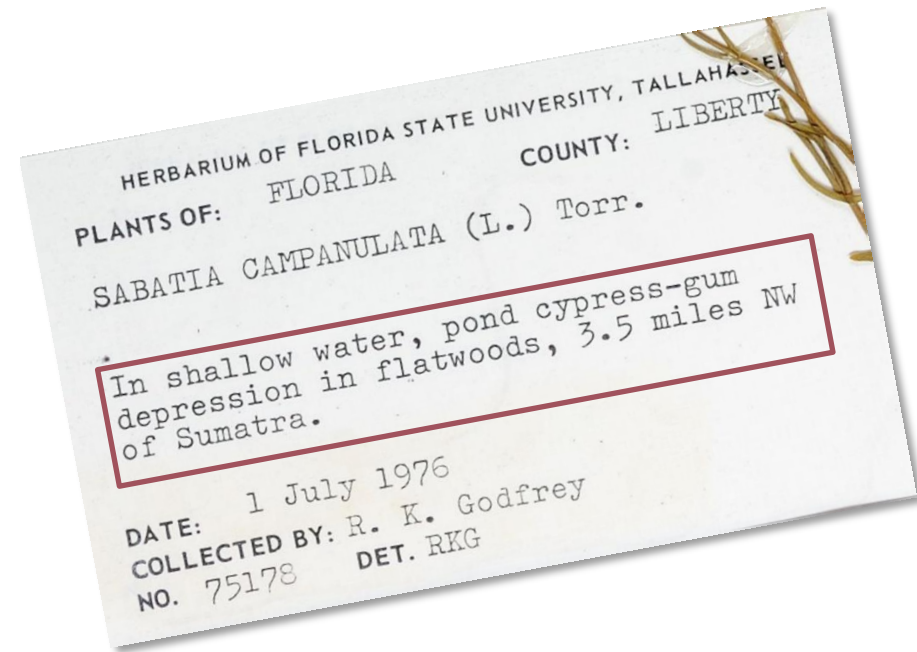 HERBARIUM OF FLORIDA STATE UNIVERSITY, TALLAHASSEE
PLANTS OF: FLORIDA COUNTY: LIBERTY
SABATIA CAMPANULATA (L.) Torr.
In shallow water, pond cypress-gum
depression in flatwoods, 3.5 miles NW
of Sumatra.
DATE: 1 July 1976
COLLECTED BY: R. K. Godfrey
NO. 75178 DET. RKG